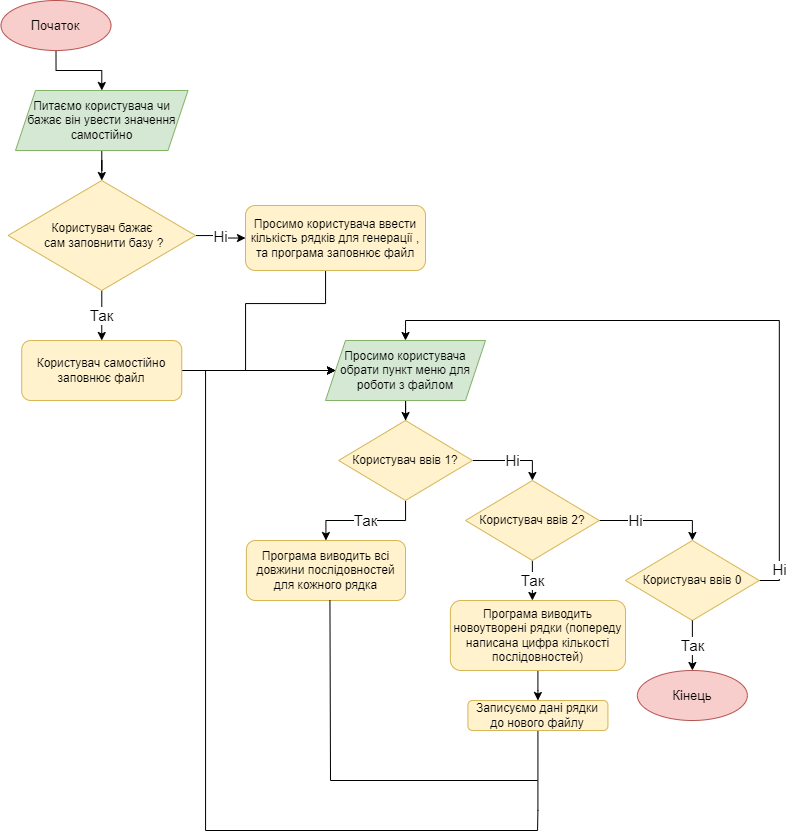 Початок
Питаємо користувача чи
бажає він увести значення
самостійно
Користувач бажає
сам заповнити базу ?
Ні
Просимо користувача ввести
кількість рядків для генерації ,
та програма заповнює файл
Так
Користувач самостійно
заповнює файл
Просимо користувача
обрати пункт меню для
роботи з файлом
Користувач ввів 1?
Ні
Так
Користувач ввів 2?
Ні
Програма виводить всі
довжини послідовностей
для кожного рядка
Так
Користувач ввів 0
Ні
Програма виводить
новоутворені рядки (попереду
написана цифра кількості
послідовностей)
Так
Кінець
Записуємо дані рядки
до нового файлу